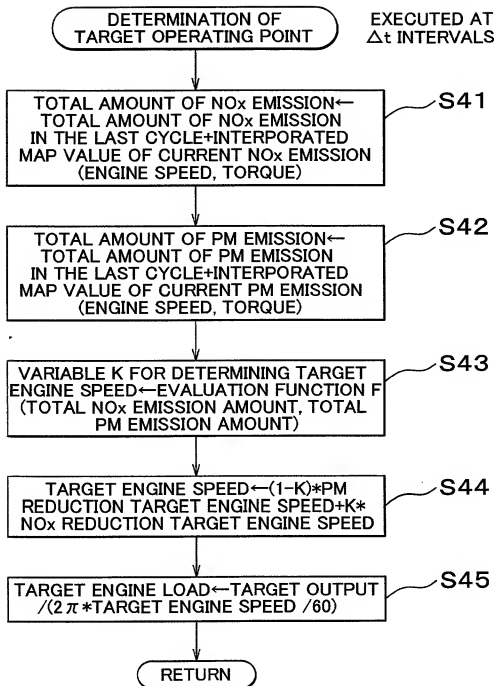 DETERMINATION OF
TARGET OPERATING POINT
EXECUTED AT
Δt INTERVALS
S41
TOTAL AMOUNT OF NOx EMISSION←
TOTAL AMOUNT OF NOx EMISSION
IN THE LAST CYCLE+INTERPORATED
MAP VALUE OF CURRENT NOx EMISSION
(ENGINE SPEED, TORQUE)
S42
TOTAL AMOUNT OF PM EMISSION←
TOTAL AMOUNT OF PM EMISSION
IN THE LAST CYCLE+INTERPORATED
MAP VALUE OF CURRENT PM EMISSION
(ENGINE SPEED, TORQUE)
S43
VARIABLE K FOR DETERMINING TARGET
ENGINE SPEED←EVALUATION FUNCTION F
(TOTAL NOx EMISSION AMOUNT, TOTAL
PM EMISSION AMOUNT)
S44
TARGET ENGINE SPEED←(1-K)*PM
REDUCTION TARGET ENGINE SPEED+K*
NOx REDUCTION TARGET ENGINE SPEED
S45
TARGET ENGINE LOAD←TARGET OUTPUT
/(2π*TARGET ENGINE SPEED /60)
RETURN